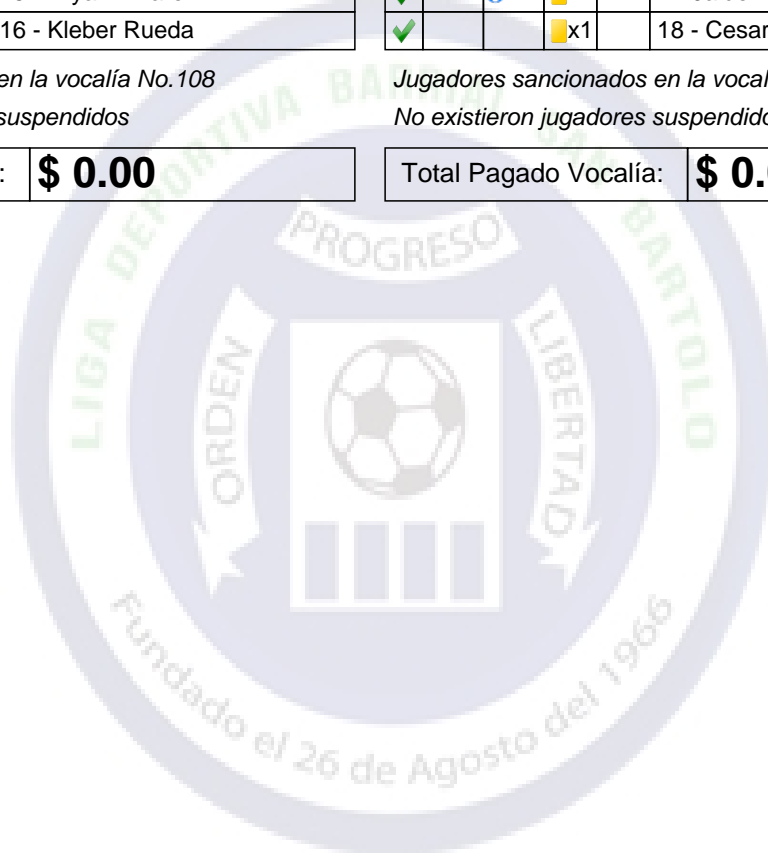 16 - Kleber Rueda
x1
18 - Cesar
en la vocalía No.108
suspendidos
Jugadores sancionados en la
No existieron jugadores
: $ 0.00
Total Pagado Vocalía: $ 0.
LIGA DEPORTIVA BARRIAL SAN BARTOLO
PROGRESO
ORDEN
LIBERTAD
Fundado el 26 de Agosto del 1966